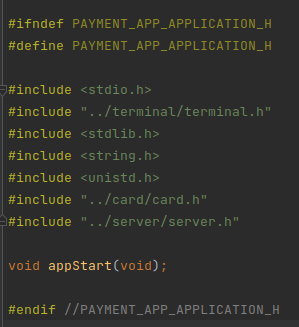 #ifndef PAYMENT_APP_APPLICATION_H
#define PAYMENT_APP_APPLICATION_H
#include <stdio.h>
#include "../terminal/terminal.h"
#include <stdlib.h>
#include <string.h>
#include <unistd.h>
#include "../card/card.h"
#include "../server/server.h"
void appStart(void);
#endif //PAYMENT_APP_APPLICATION_H